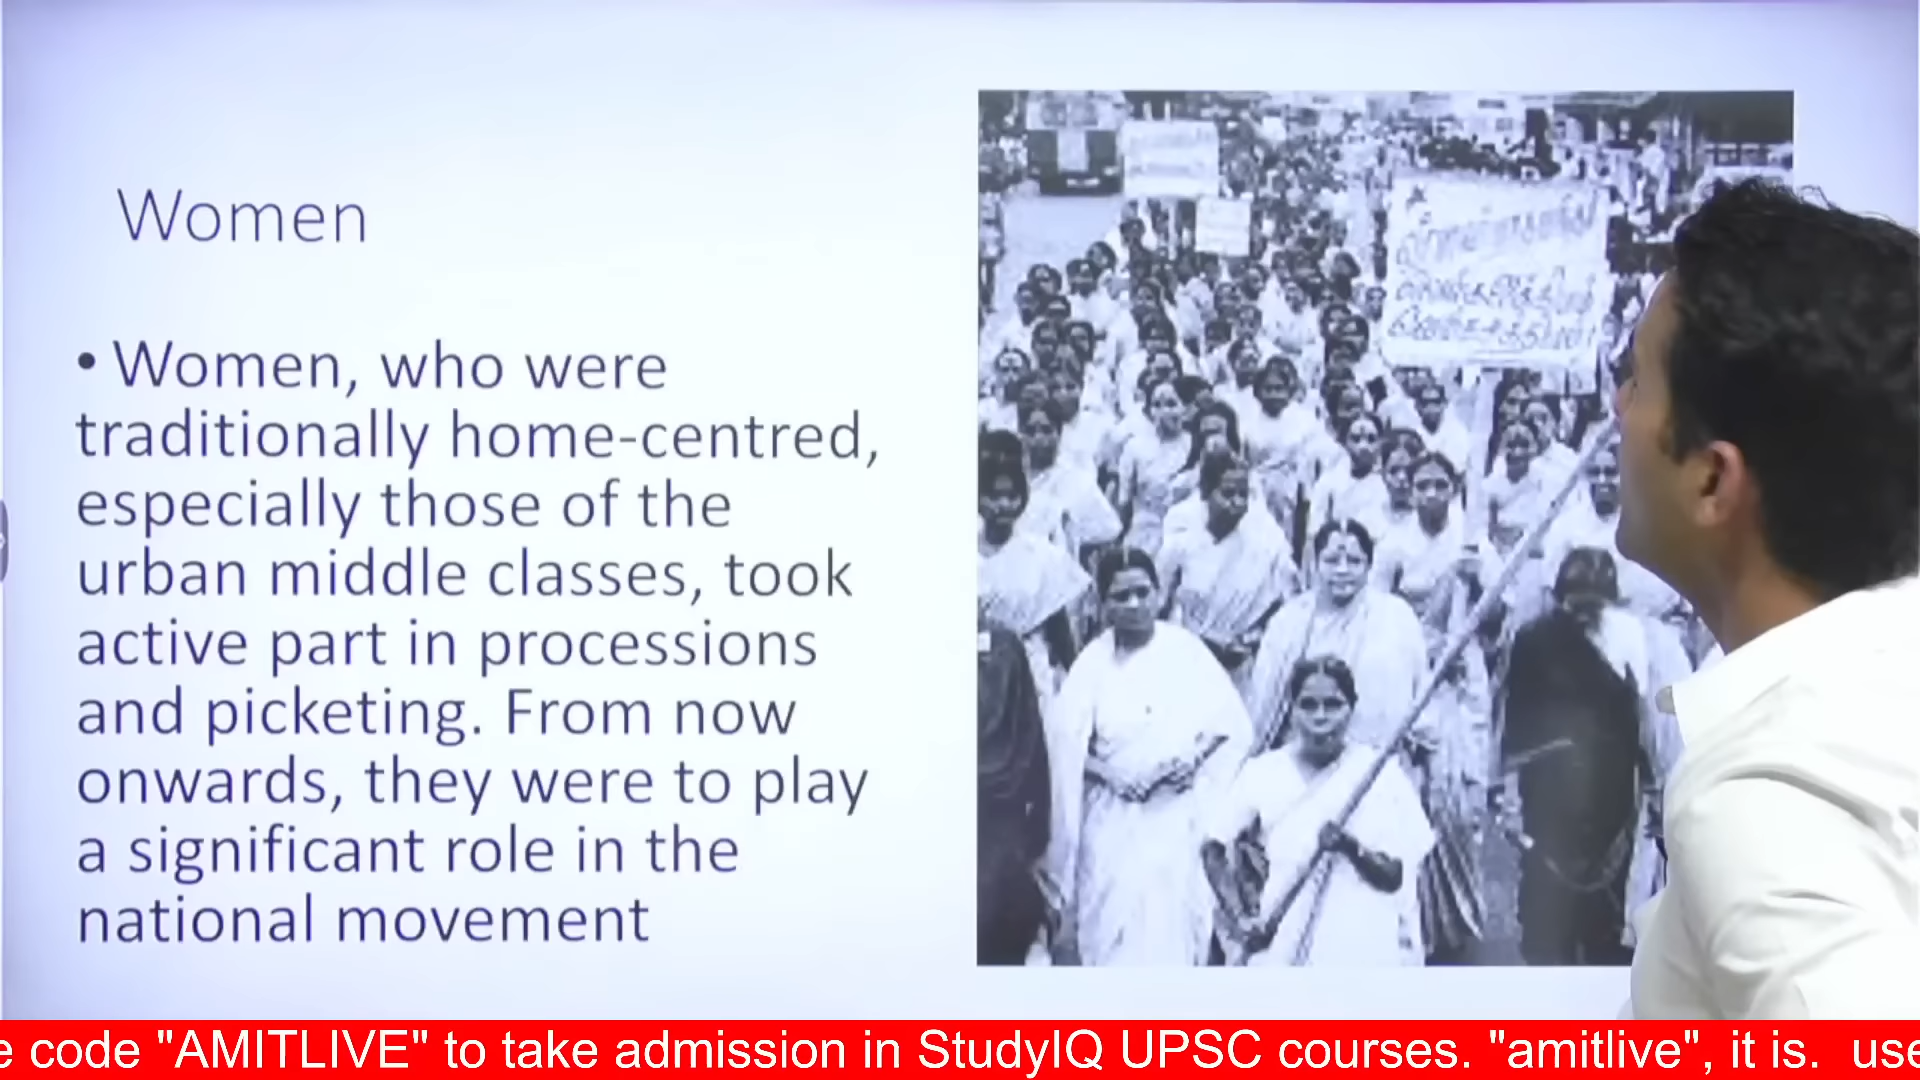 Women
• Women, who were
traditionally home-centred,
especially those of the
urban middle classes, took
active part in processions
and picketing. From now
onwards, they were to play
a significant role in the
national movement
e code "AMITLIVE" to take admission in StudyIQ UPSC courses. "amitlive", it is. use